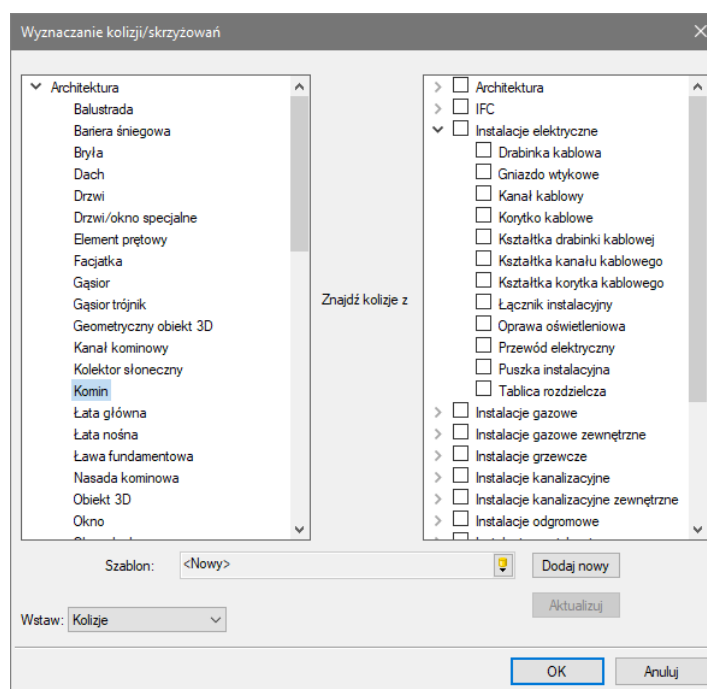 Wyznaczanie kolizji/skrzyżowań
Architektura
Balustrada
Bariera śniegowa
Bryła
Dach
Drzwi
Drzwi/okno specjalne
Element prętowy
Facjatka
Gąsior
Gąsior trójnik
Geometryczny obiekt 3D
Kanał kominowy
Kolektor słoneczny
Komin
Łata główna
Łata nośna
Ława fundamentowa
Nasada kominowa
Obiekt 3D
Okno
Znajdź kolizje z
Architektura
IFC
Instalacje elektryczne
Drabinka kablowa
Gniazdo wtykowe
Kanał kablowy
Korytko kablowe
Kształtka drabinki kablowej
Kształtka kanału kablowego
Kształtka korytka kablowego
Łącznik instalacyjny
Oprawa oświetleniowa
Przewód elektryczny
Puszka instalacyjna
Tablica rozdzielcza
Instalacje gazowe
Instalacje gazowe zewnętrzne
Instalacje grzewcze
Instalacje kanalizacyjne
Instalacje kanalizacyjne zewnętrzne
Instalacje odgromowe
Szablon: <Nowy>
Dodaj nowy
Aktualizuj
Wstaw: Kolizje
OK Anuluj